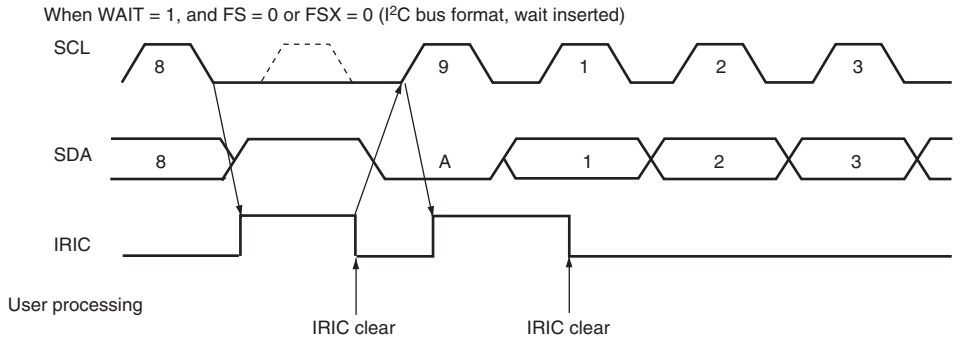 When WAIT = 1, and FS = 0 or FSX = 0 (I²C bus format, wait inserted)
SCL
8 9 1 2 3
SDA
8 A 1 2 3
IRIC
User processing
IRIC clear IRIC clear